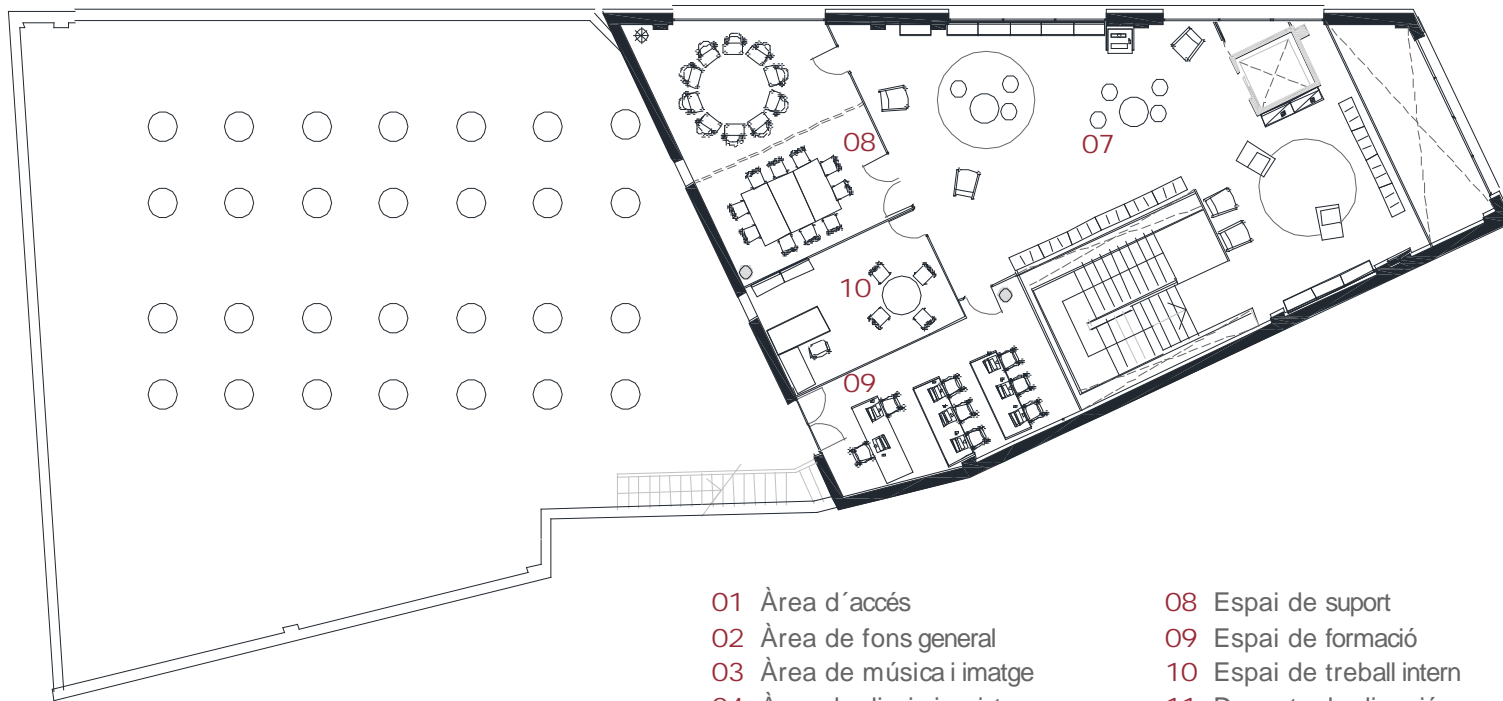 08
07
10
09
01 Àrea d´accés
02 Àrea de fons general
03 Àrea de música i imatge
08 Espai de suport
09 Espai de formació
10 Espai de treball intern